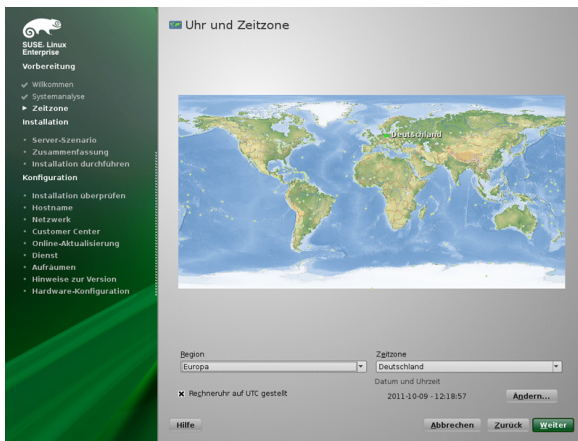 SUSE. Linux
Enterprise
Vorbereitung
Willkommen
Systemanalyse
Zeitzone
Installation
Server-Szenario
Zusammenfassung
Installation durchführen
Konfiguration
Installation überprüfen
Hostname
Netzwerk
Customer Center
Online-Aktualisierung
Dienst
Aufräumen
Hinweise zur Version
Hardware-Konfiguration
Uhr und Zeitzone
Deutschland
Region
Europa
Zeitzone
Deutschland
Rechneruhr auf UTC gestellt
Datum und Uhrzeit
2011-10-09 - 12:18:57
Ändern...
Hilfe
Abbrechen
Zurück
Weiter